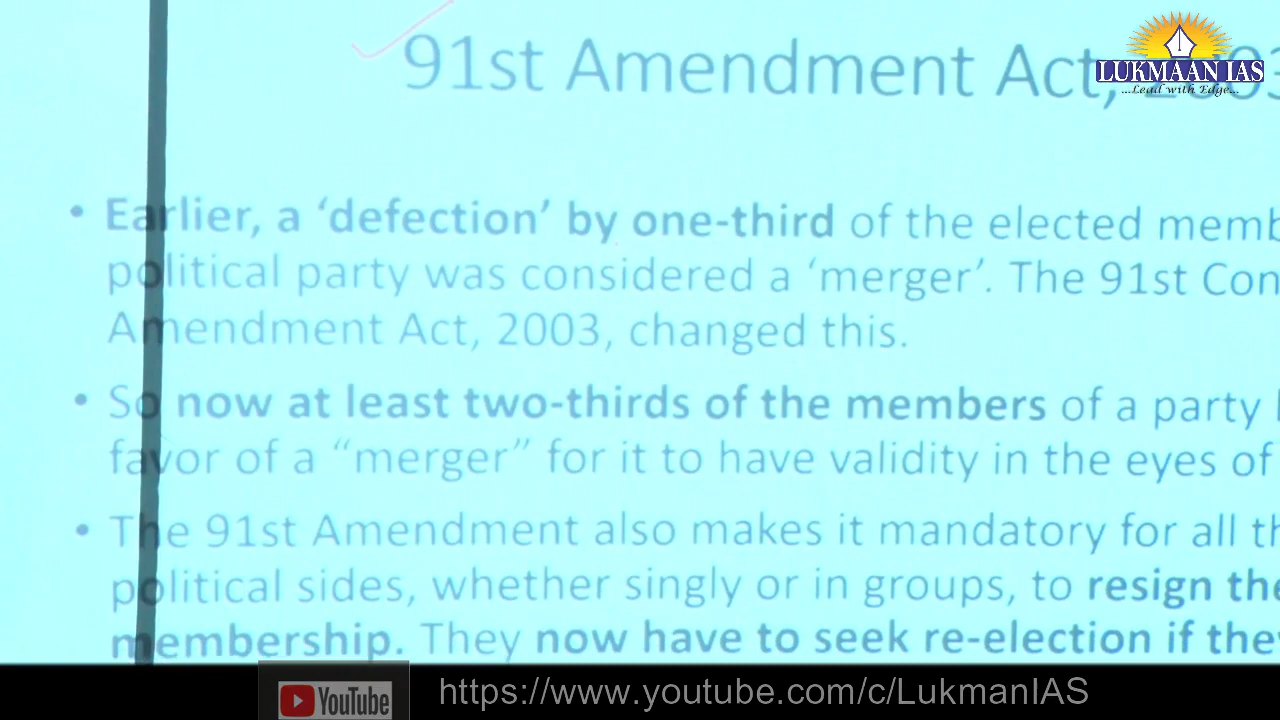 91st Amendment Act, 2003
LUKMAAN IAS
...Lead with Edge...
• Earlier, a ‘defection’ by one-third of the elected memb
political party was considered a ‘merger’. The 91st Con
Amendment Act, 2003, changed this.
• So now at least two-thirds of the members of a party
favor of a “merger” for it to have validity in the eyes of
• The 91st Amendment also makes it mandatory for all th
political sides, whether singly or in groups, to resign the
membership. They now have to seek re-election if they
YouTube
https://www.youtube.com/c/LukmanIAS